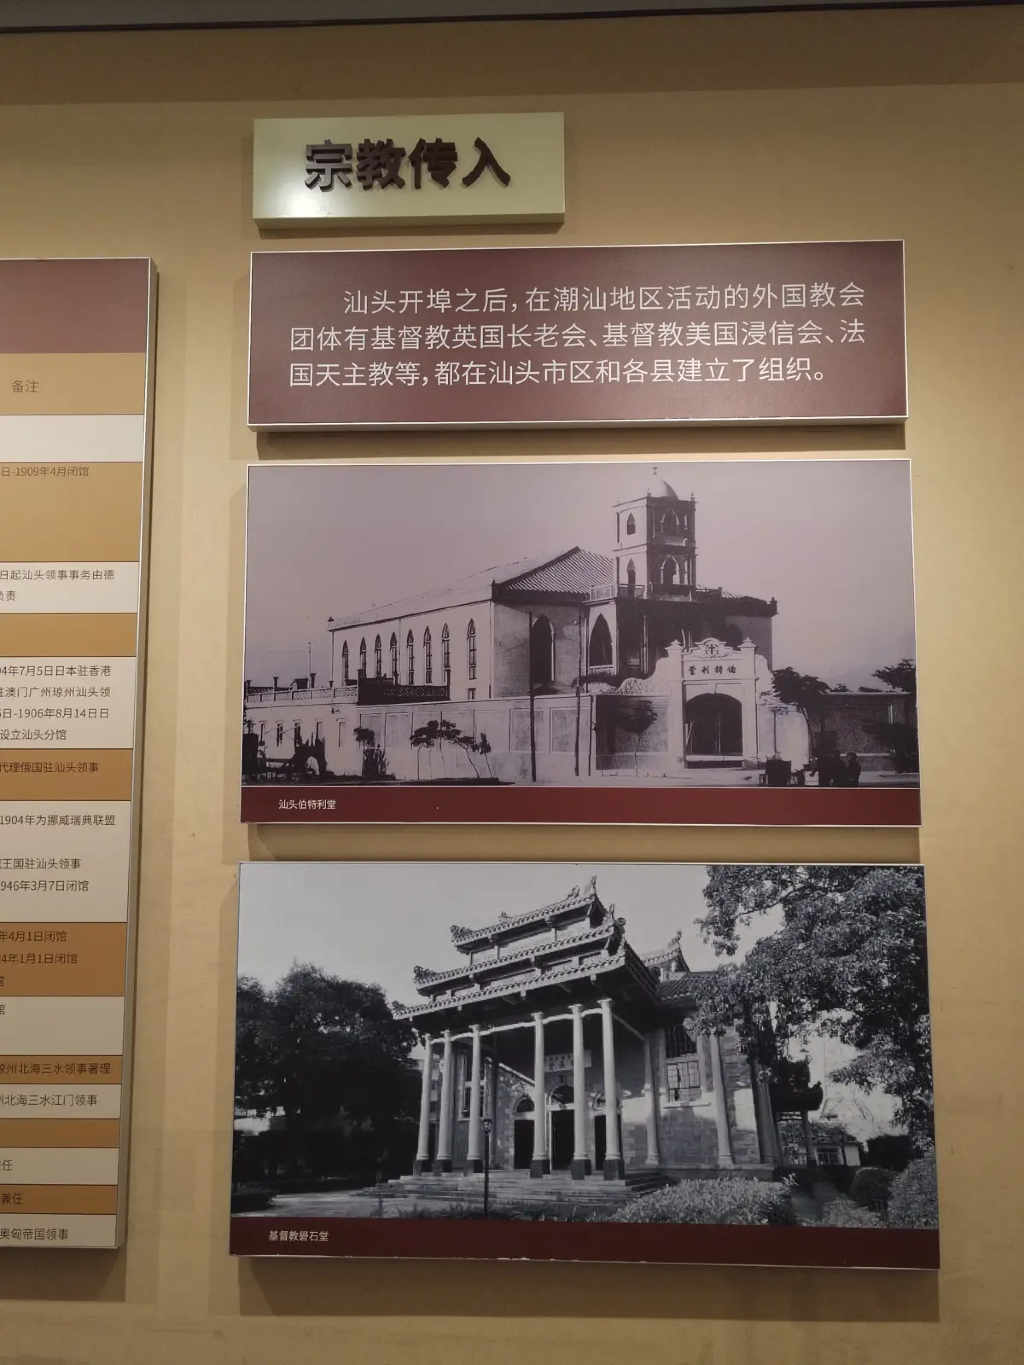 宗教传入
汕头开埠之后，在潮汕地区活动的外国教会
团体有基督教英国长老会、基督教美国浸信会、法
国天主教等，都在汕头市区和各县建立了组织。
堂利特伯
汕头伯特利堂
基督教礐石堂
备注
日-1909年4月闭馆
日起汕头领事事务由德
负责
04年7月5日日本驻香港
驻澳门广州琼州汕头领
日-1906年8月14日日
设立汕头分馆
代理俄国驻汕头领事
1904年为挪威瑞典联盟
王国驻汕头领事
946年3月7日闭馆
年4月1日闭馆
4年1月1日闭馆
馆
馆
琼州北海三水领事署理
州北海三水江门领事
任
兼任
奥匈帝国领事